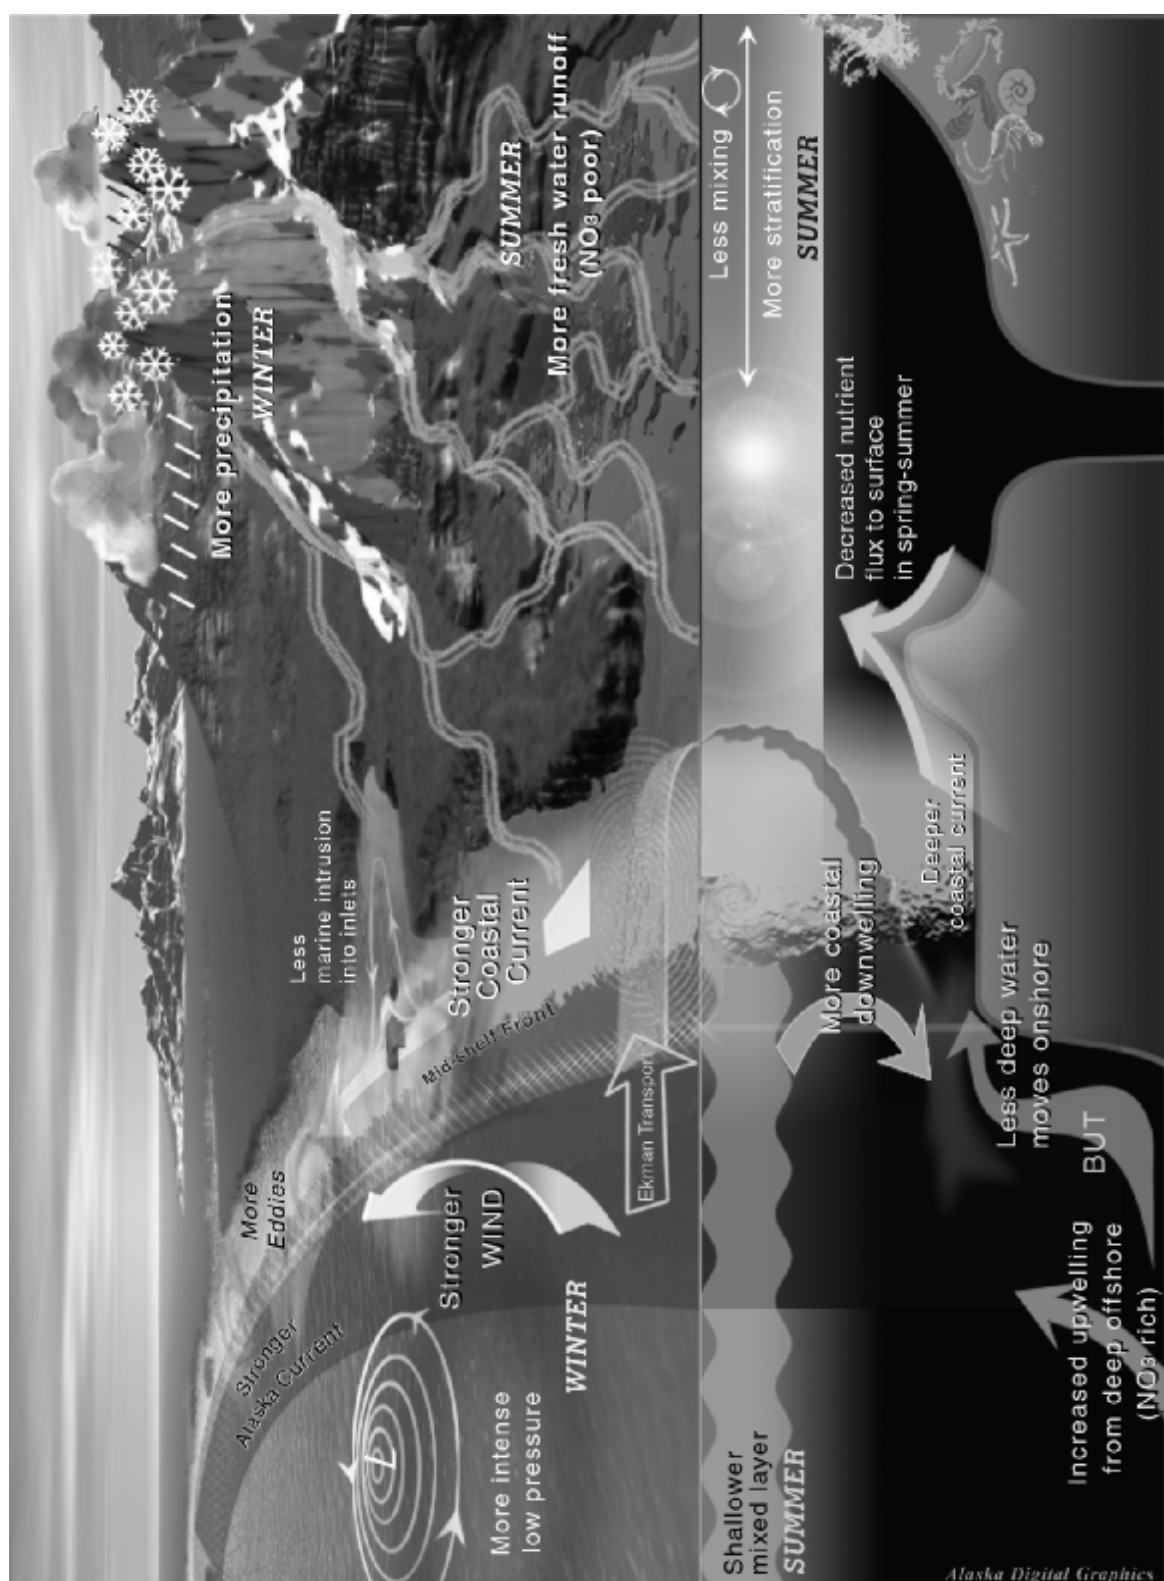 More precipitation
WINTER
SUMMER
More fresh water runoff
(NO3 poor)
Less
marine intrusion
into inlets
More
Eddies
Stronger
Alaska Current
Stronger
Coastal
Current
Mid-shelf Front
Stronger
WIND
L
More intense
low pressure
WINTER
Ekman Transport
Less mixing
More stratification
SUMMER
Shallower
mixed layer
SUMMER
More coastal
downwelling
Decreased nutrient
flux to surface
in spring-summer
Deeper
coastal current
Less deep water
moves onshore
BUT
Increased upwelling
from deep offshore
(NO3 rich)
Alaska Digital Graphics